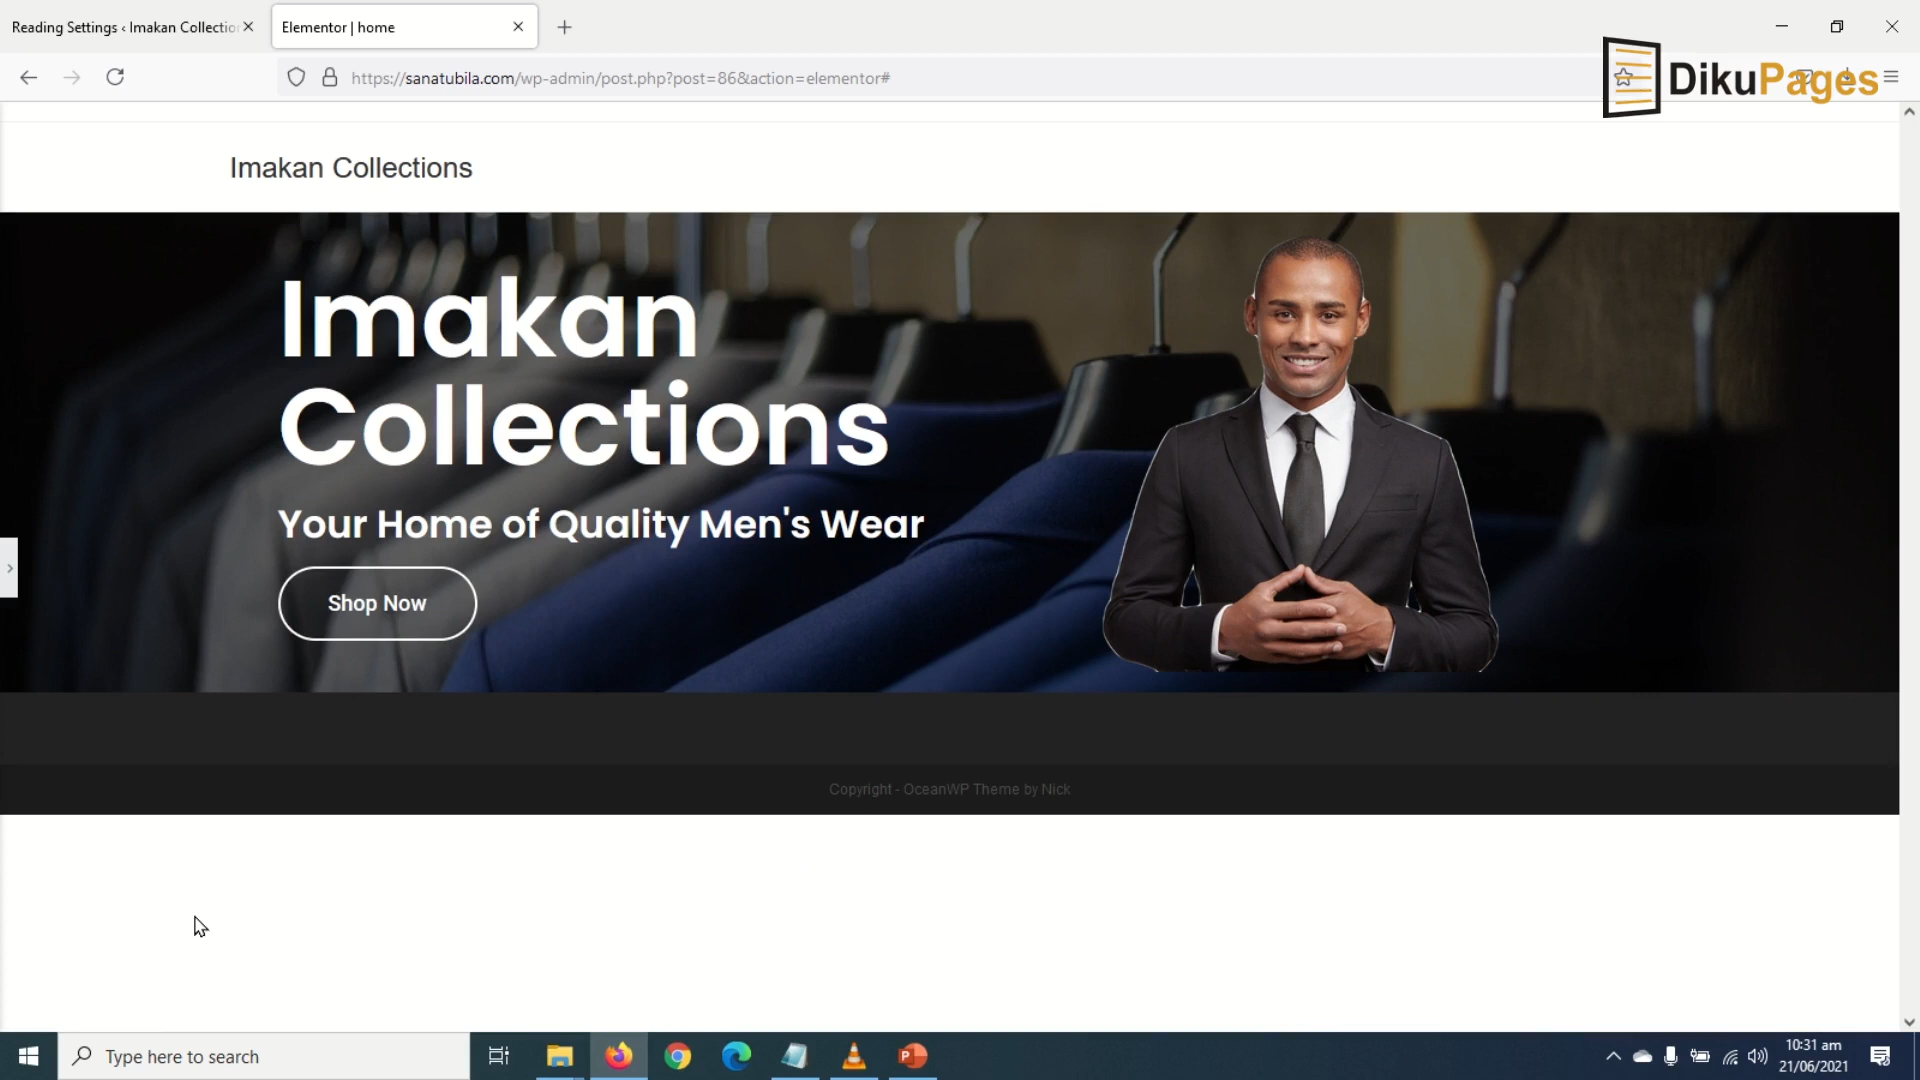 Reading Settings ‹ Imakan Collection
Elementor | home
https://sanatubila.com/wp-admin/post.php?post=86&action=elementor#
DikuPages
Imakan Collections
Imakan
Collections
Your Home of Quality Men's Wear
Shop Now
Copyright - OceanWP Theme by Nick
Type here to search
10:31 am
21/06/2021